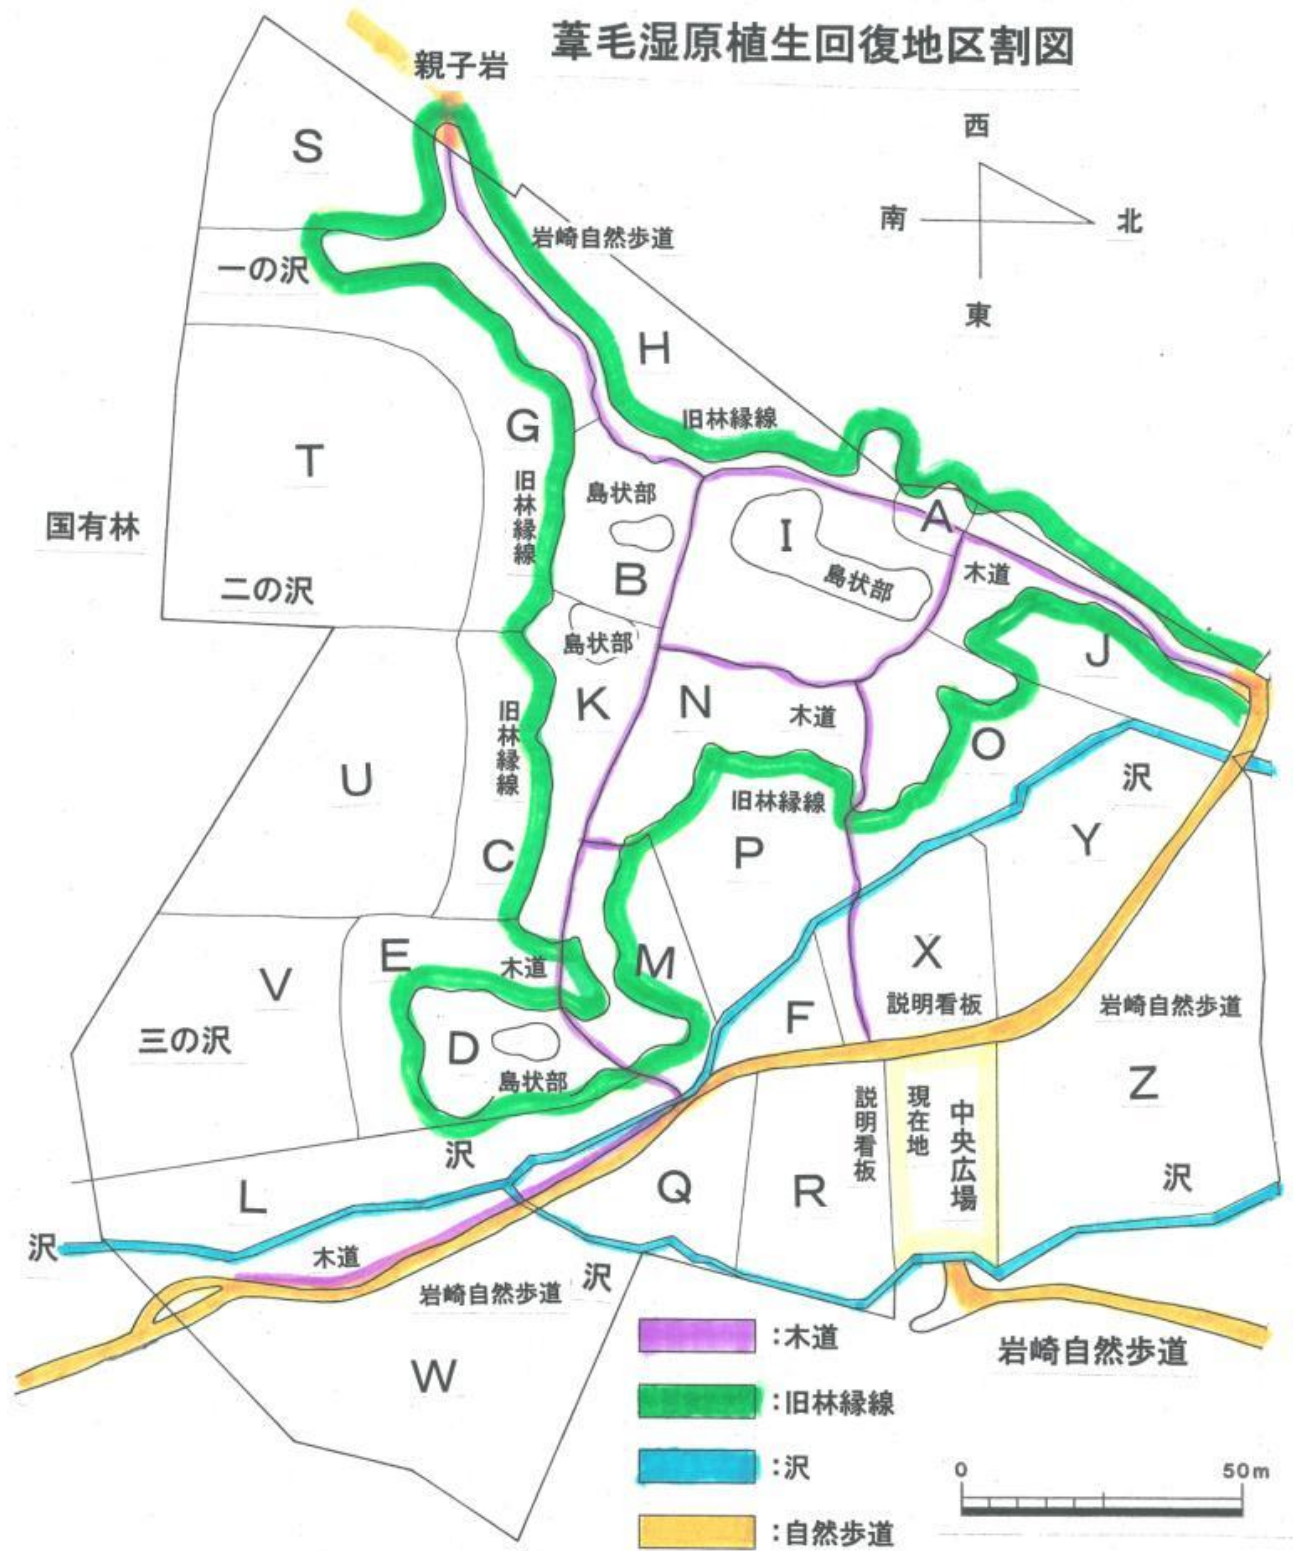 葦毛湿原植生回復地区割図
親子岩
西
南
北
東
S
岩崎自然歩道
一の沢
H
旧林縁線
G
T
旧林縁線
島状部
I
A
国有林
島状部
木道
二の沢
B
島状部
J
K
N
木道
O
旧林縁線
U
沢
旧林縁線
Y
C
P
E
木道
M
X
V
説明看板
岩崎自然歩道
三の沢
D
F
島状部
説明看板
現在地
中央広場
Z
沢
L
Q
R
沢
沢
木道
岩崎自然歩道
沢
W
岩崎自然歩道
:木道
:旧林縁線
:沢
:自然歩道
0
50m